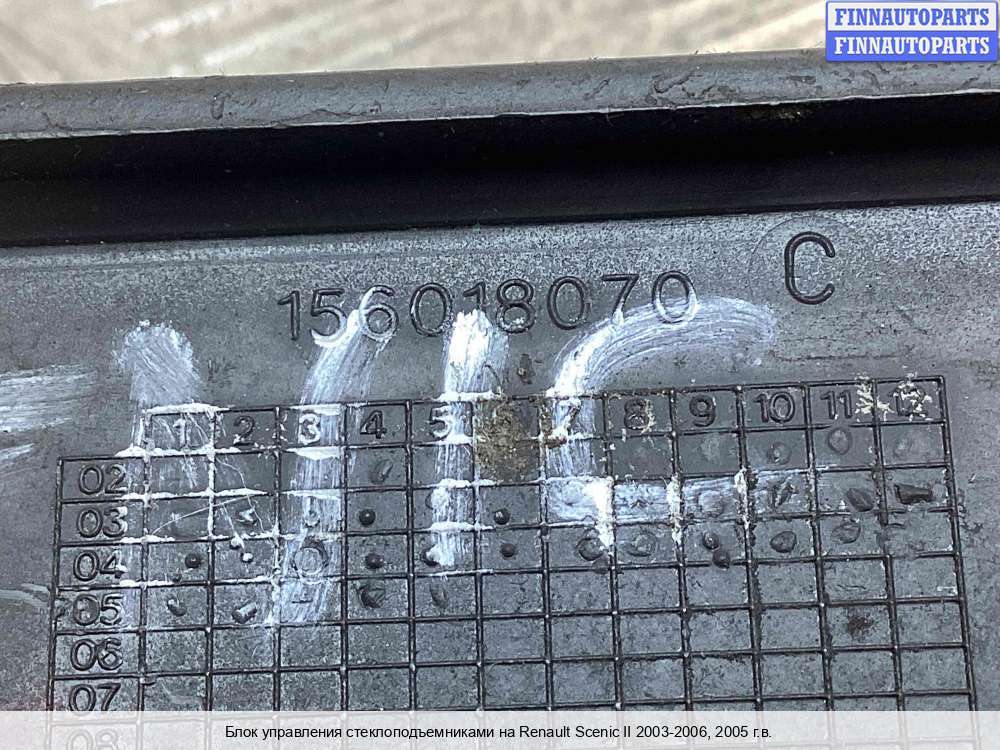 FINNAUTOPARTS
FINNAUTOPARTS
156018070 C
1 2 3 4 5 7 8 9 10 11 12
02
03
04
05
06
07
08
Блок управления стеклоподъемниками на Renault Scenic II 2003-2006, 2005 г.в.